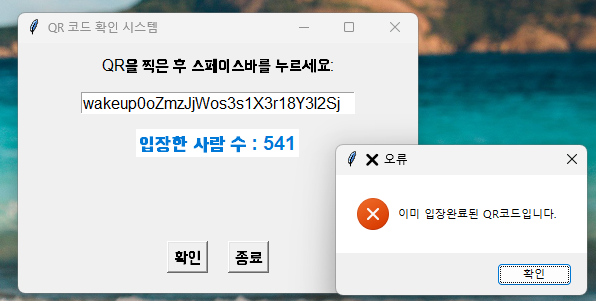 QR 코드 확인 시스템
QR을 찍은 후 스페이스바를 누르세요:
wakeup0oZmzJjWos3s1X3r18Y3I2Sj
입장한 사람 수 : 541
오류
이미 입장완료된 QR코드입니다.
확인
종료
확인